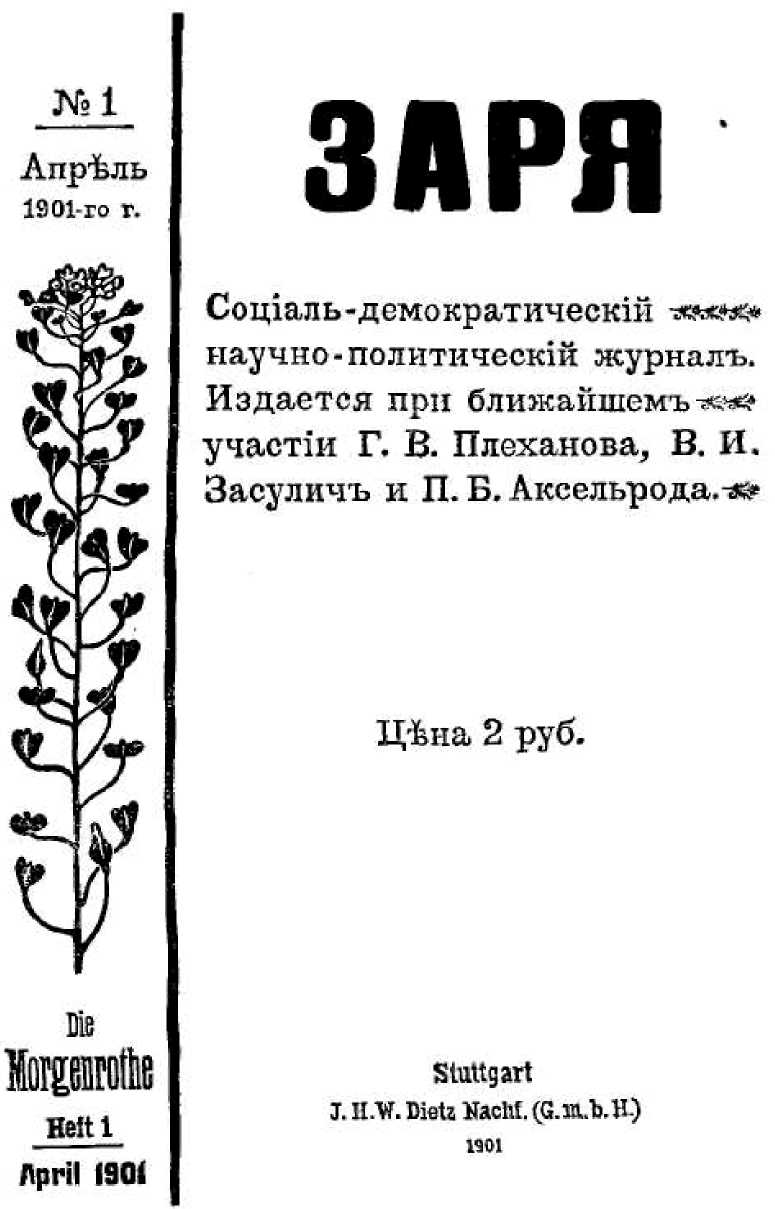 № 1
Апрѣль
1901-го г.
ЗАРЯ
Соціаль-демократическій
научно-политическій журналъ.
Издается при ближайшемъ
участіи Г. В. Плеханова, В. И.
Засуличъ и П. Б. Аксельрода.
Цѣна 2 руб.
Die
Morgenrothe
Heft 1
April 1901
Stuttgart
J. H. W. Dietz Nachf. (G. m. b. H.)
1901